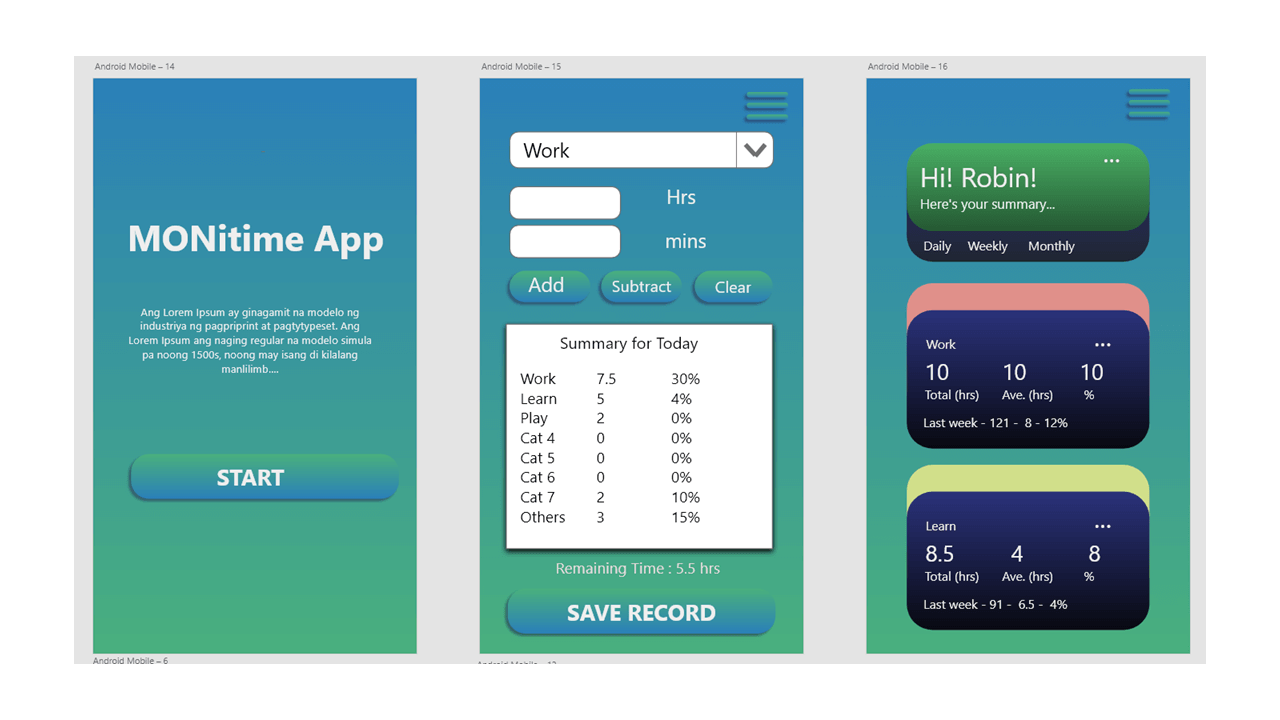 Android Mobile – 14
MONitime App
Ang Lorem Ipsum ay ginagamit na modelo ng
industriya ng pagpriprint at pagtytypeset. Ang
Lorem Ipsum ang naging regular na modelo simula
pa noong 1500s, noong may isang di kilalang
manlilimb....
START
Android Mobile – 6
Android Mobile – 15
Work
Hrs
mins
Add Subtract Clear
Summary for Today
Work 7.5 30%
Learn 5 4%
Play 2 0%
Cat 4 0 0%
Cat 5 0 0%
Cat 6 0 0%
Cat 7 2 10%
Others 3 15%
Remaining Time : 5.5 hrs
SAVE RECORD
Android Mobile
Android Mobile – 16
Hi! Robin!
Here's your summary...
Daily Weekly Monthly
Work
10 10 10
Total (hrs) Ave. (hrs) %
Last week - 121 - 8 - 12%
Learn
8.5 4 8
Total (hrs) Ave. (hrs) %
Last week - 91 - 6.5 - 4%